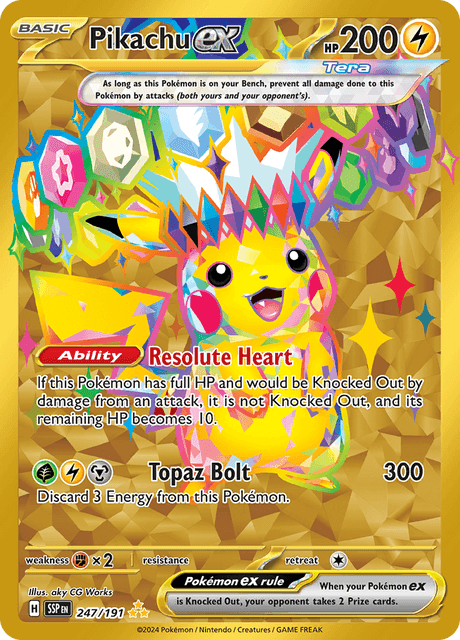 BASIC
Pikachu ex HP 200
Tera
As long as this Pokémon is on your Bench, prevent all damage done to this
Pokémon by attacks (both yours and your opponent's).
Ability Resolute Heart
If this Pokémon has full HP and would be Knocked Out by
damage from an attack, it is not Knocked Out, and its
remaining HP becomes 10.
Topaz Bolt 300
Discard 3 Energy from this Pokémon.
weakness ×2 resistance retreat
Illus. aky CG Works
Pokémon ex rule When your Pokémon ex
is Knocked Out, your opponent takes 2 Prize cards.
H SSP EN 247/191
©2024 Pokémon / Nintendo / Creatures / GAME FREAK